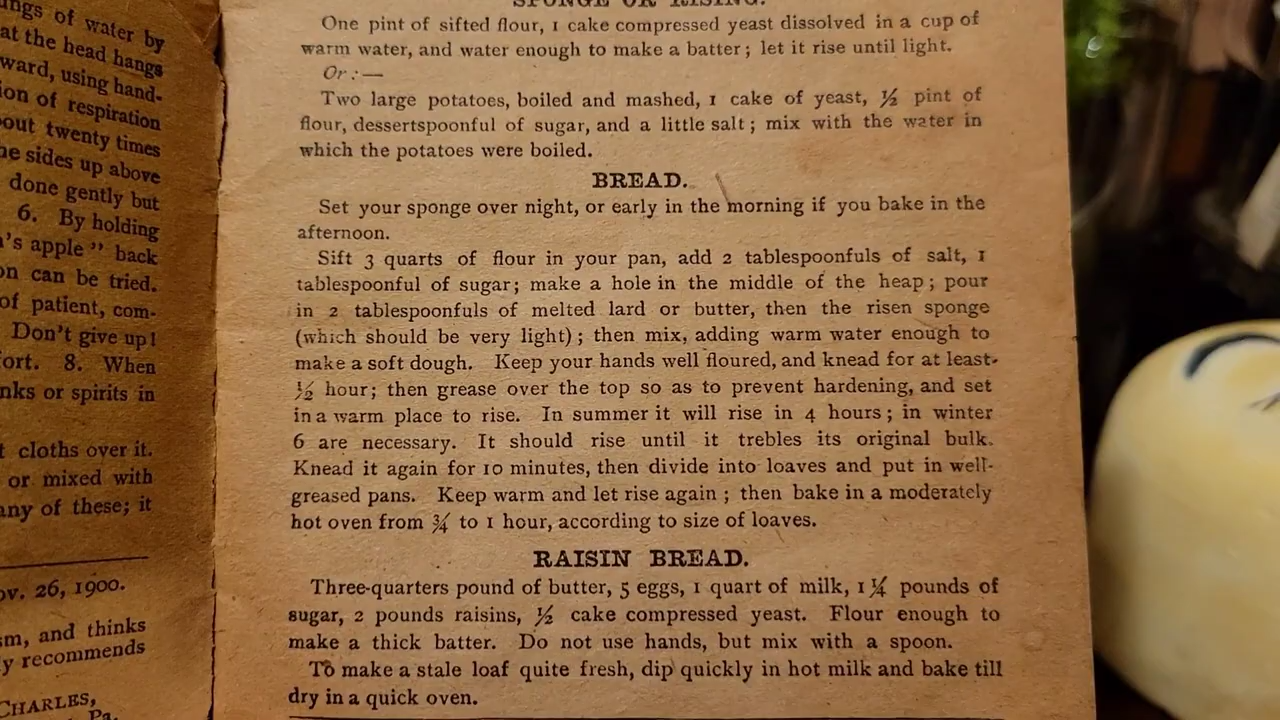 ings of water by
at the head hangs
ward, using hand-
ion of respiration
out twenty times
he sides up above
done gently but
6. By holding
's apple" back
on can be tried.
of patient, com-
Don't give up!
ort. 8. When
nks or spirits in
t cloths over it.
or mixed with
any of these; it
ov. 26, 1900.
sm, and thinks
y recommends
CHARLES,
Pa.
SPONGE OR RISING.
One pint of sifted flour, 1 cake compressed yeast dissolved in a cup of
warm water, and water enough to make a batter; let it rise until light.
Or:—
Two large potatoes, boiled and mashed, 1 cake of yeast, ½ pint of
flour, dessertspoonful of sugar, and a little salt; mix with the water in
which the potatoes were boiled.
BREAD.
Set your sponge over night, or early in the morning if you bake in the
afternoon.
Sift 3 quarts of flour in your pan, add 2 tablespoonfuls of salt, 1
tablespoonful of sugar; make a hole in the middle of the heap; pour
in 2 tablespoonfuls of melted lard or butter, then the risen sponge
(which should be very light); then mix, adding warm water enough to
make a soft dough. Keep your hands well floured, and knead for at least
½ hour; then grease over the top so as to prevent hardening, and set
in a warm place to rise. In summer it will rise in 4 hours; in winter
6 are necessary. It should rise until it trebles its original bulk.
Knead it again for 10 minutes, then divide into loaves and put in well-
greased pans. Keep warm and let rise again; then bake in a moderately
hot oven from ¾ to 1 hour, according to size of loaves.
RAISIN BREAD.
Three-quarters pound of butter, 5 eggs, 1 quart of milk, 1¼ pounds of
sugar, 2 pounds raisins, ½ cake compressed yeast. Flour enough to
make a thick batter. Do not use hands, but mix with a spoon.
To make a stale loaf quite fresh, dip quickly in hot milk and bake till
dry in a quick oven.